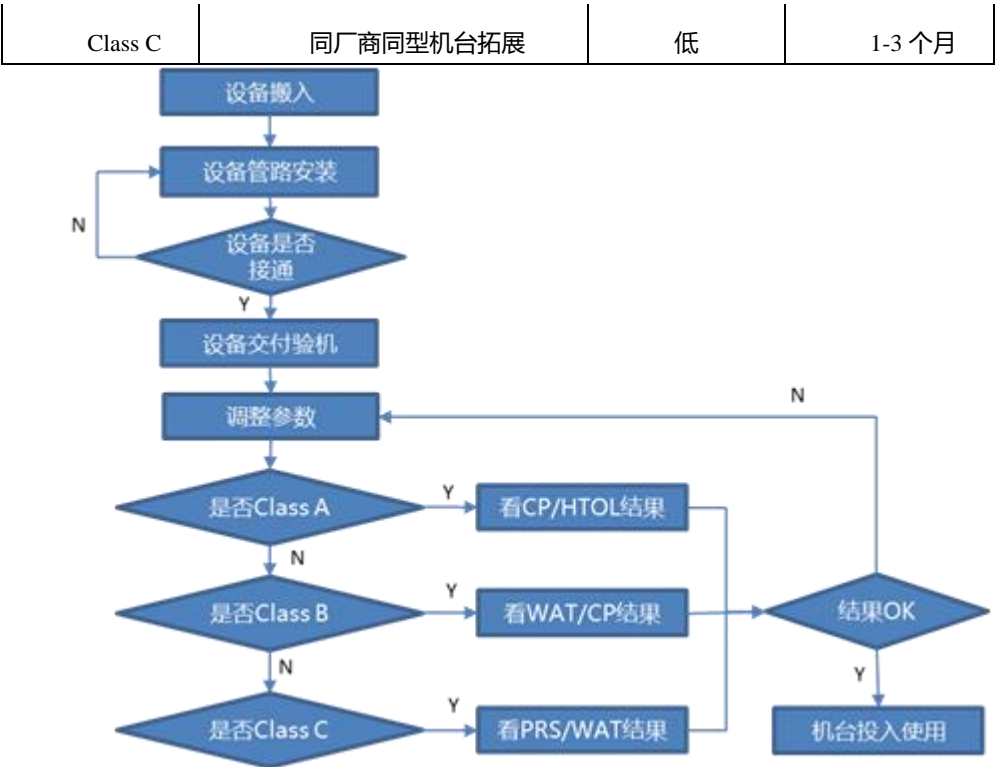 Class C 同厂商同型机台拓展 低 1-3 个月
设备搬入
设备管路安装
N
设备是否
接通
Y
设备交付验机
调整参数
N
是否Class A
Y
看CP/HTOL结果
N
是否Class B
Y
看WAT/CP结果
结果OK
N
Y
是否Class C
Y
看PRS/WAT结果
机台投入使用